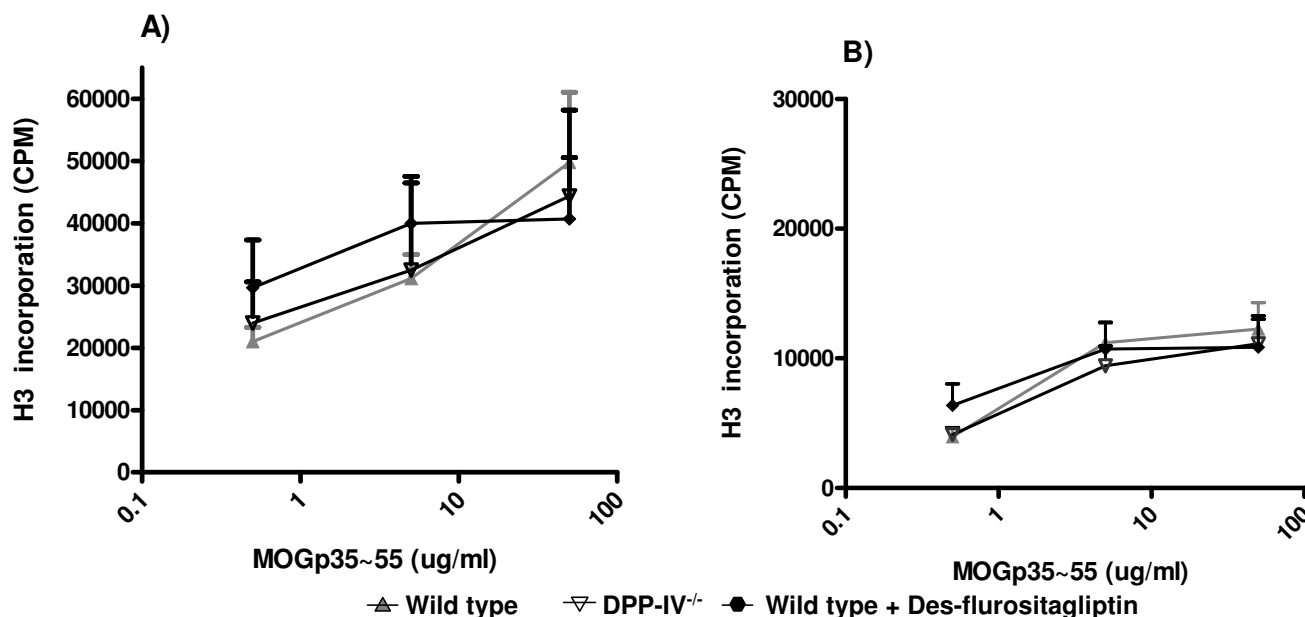 A)
H3 incorporation (CPM)
60000
50000
40000
30000
20000
10000
0
0.1
1
10
100
MOGp35~55 (ug/ml)
B)
H3 incorporation (CPM)
30000
20000
10000
0
0.1
1
10
100
MOGp35~55 (ug/ml)
Wild type DPP-IV-/- Wild type + Des-flurositagliptin